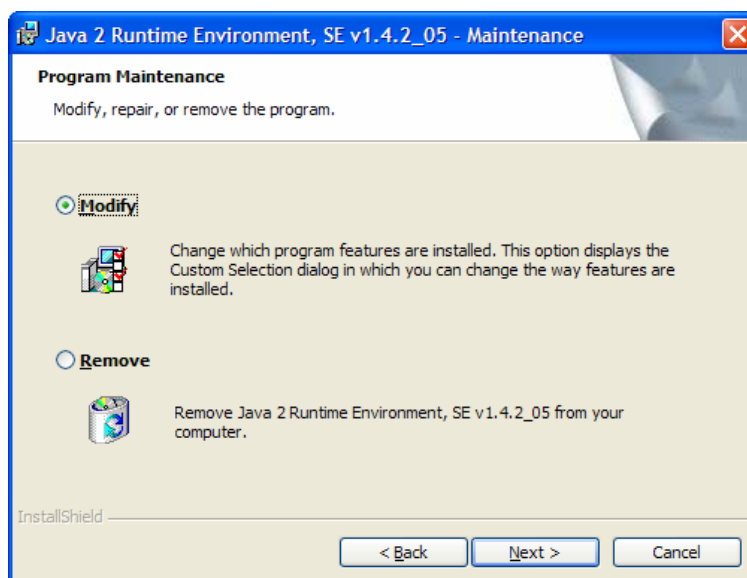 Java 2 Runtime Environment, SE v1.4.2_05 - Maintenance
Program Maintenance
Modify, repair, or remove the program.
Modify
Change which program features are installed. This option displays the
Custom Selection dialog in which you can change the way features are
installed.
Remove
Remove Java 2 Runtime Environment, SE v1.4.2_05 from your
computer.
InstallShield
< Back
Next >
Cancel